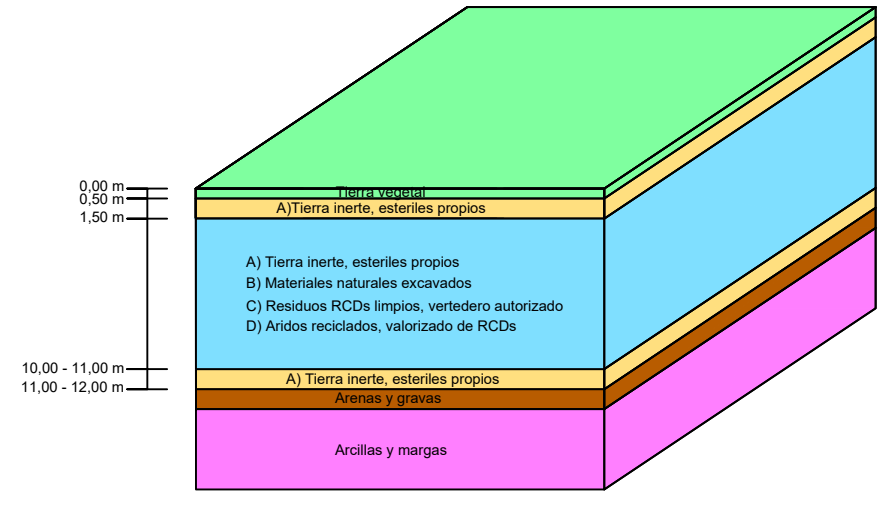 0,00 m
Tierra vegetal
0,50 m
A)Tierra inerte, esteriles propios
1,50 m
A) Tierra inerte, esteriles propios
B) Materiales naturales excavados
C) Residuos RCDs limpios, vertedero autorizado
D) Aridos reciclados, valorizado de RCDs
10,00 - 11,00 m
A) Tierra inerte, esteriles propios
11,00 - 12,00 m
Arenas y gravas
Arcillas y margas